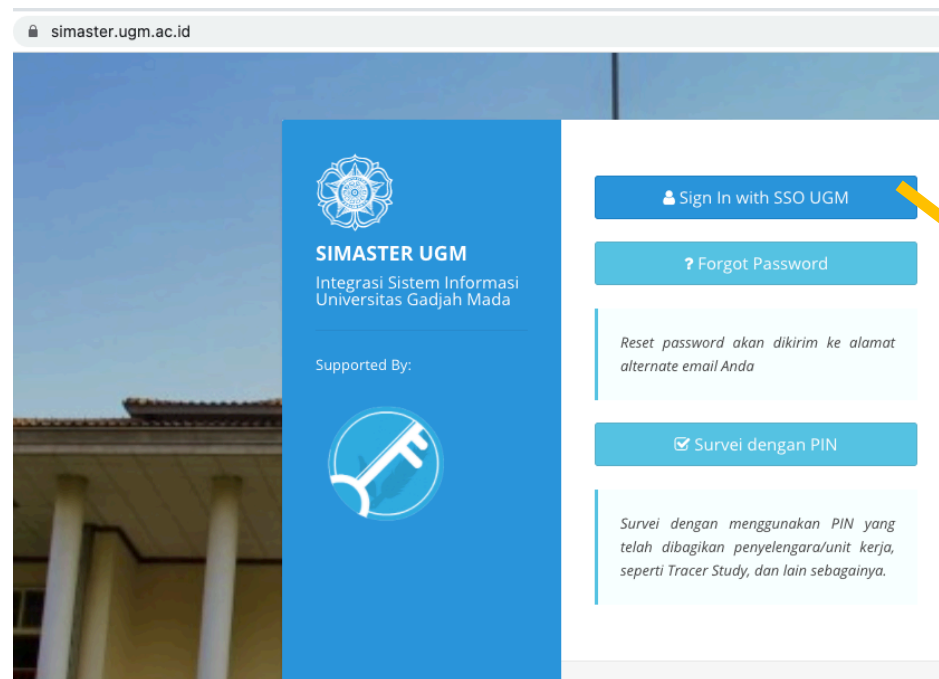 simaster.ugm.ac.id
SIMASTER UGM
Integrasi Sistem Informasi
Universitas Gadjah Mada
Supported By:
Sign In with SSO UGM
? Forgot Password
Reset password akan dikirim ke alamat
alternate email Anda
Survei dengan PIN
Survei dengan menggunakan PIN yang
telah dibagikan penyelengara/unit kerja,
seperti Tracer Study, dan lain sebagainya.